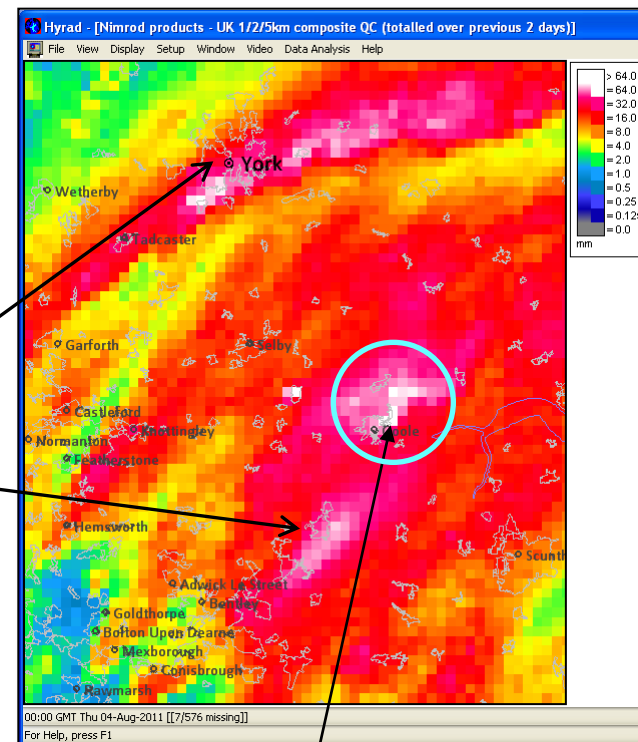 Hyrad - [Nimrod products - UK 1/2/5km composite QC (totalled over previous 2 days)]
File View Display Setup Window Video Data Analysis Help
> 64.0
= 64.0
= 32.0
= 16.0
= 8.0
= 4.0
= 2.0
= 1.0
= 0.5
= 0.25
= 0.0
mm
York
Wetherby
Tadcaster
Garforth
Selby
Castleford
Goole
Normanton
Knottingley
Featherstone
Hemsworth
Adwick Le Street
Bentley
Goldthorpe
Bolton Upon Dearne
Mexborough
Conisbrough
Rawmarsh
00:00 GMT Thu 04-Aug-2011 [[7/576 missing]]
For Help, press F1